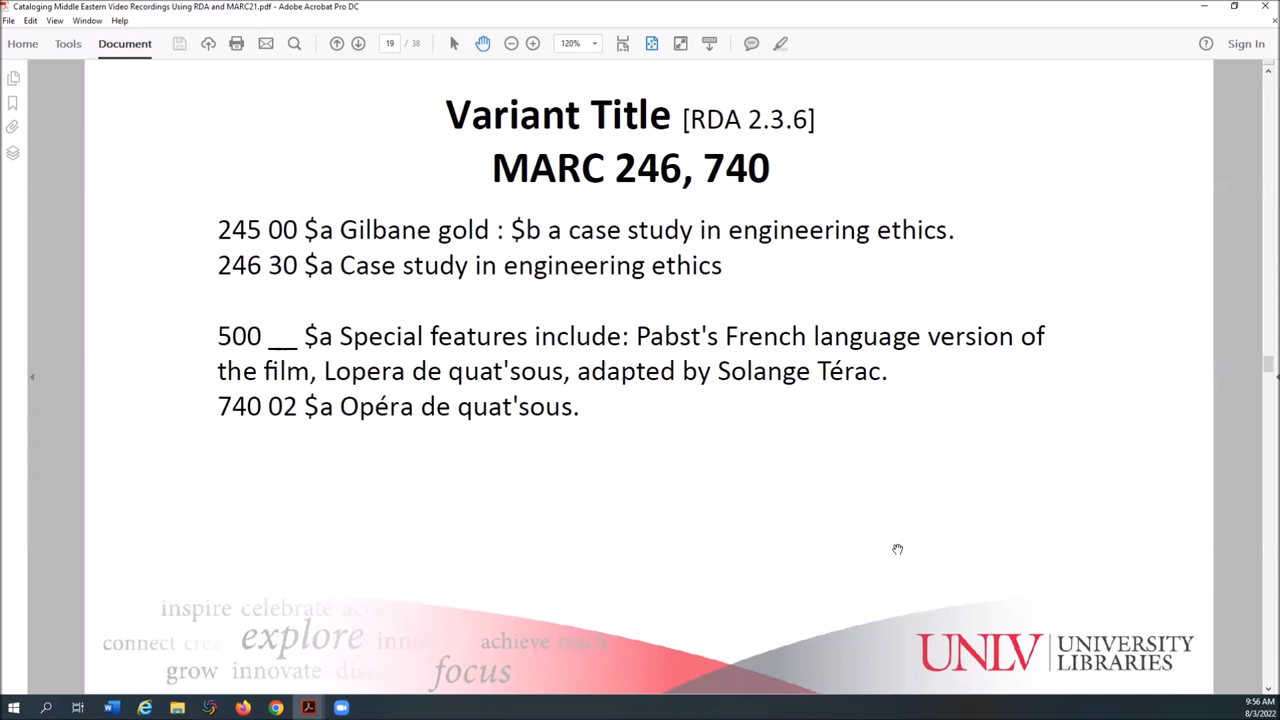 Cataloging Middle Eastern Video Recordings Using RDA and MARC21.pdf - Adobe Acrobat Pro DC
File Edit View Window Help
Home Tools Document 19 / 38 120% Sign In
Variant Title [RDA 2.3.6]
MARC 246, 740
245 00 $a Gilbane gold : $b a case study in engineering ethics.
246 30 $a Case study in engineering ethics
500 __ $a Special features include: Pabst's French language version of
the film, Lopera de quat'sous, adapted by Solange Térac.
740 02 $a Opéra de quat'sous.
inspire celebrate
connect explore achieve reach
grow innovate focus
UNLV UNIVERSITY
LIBRARIES
9:56 AM
8/3/2022